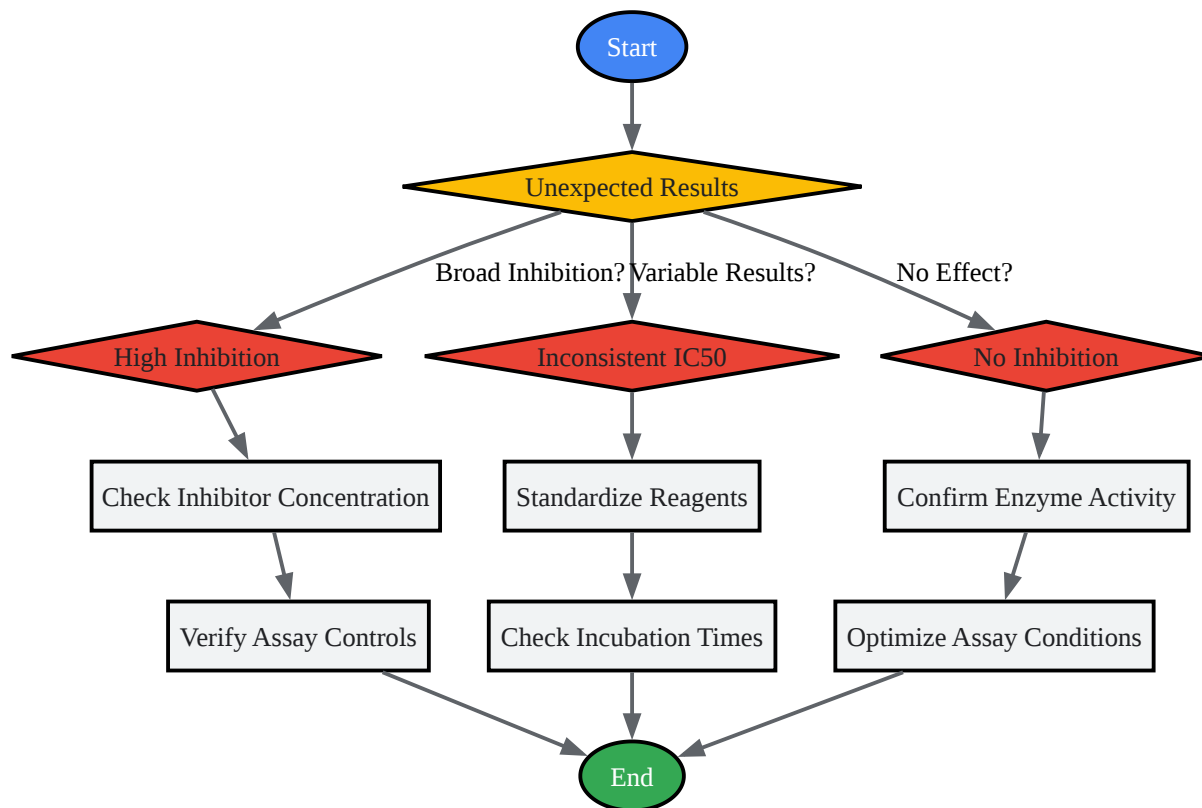 Start
Unexpected Results
Broad Inhibition?
Variable Results?
No Effect?
High Inhibition
Inconsistent IC50
No Inhibition
Check Inhibitor Concentration
Standardize Reagents
Confirm Enzyme Activity
Verify Assay Controls
Check Incubation Times
Optimize Assay Conditions
End